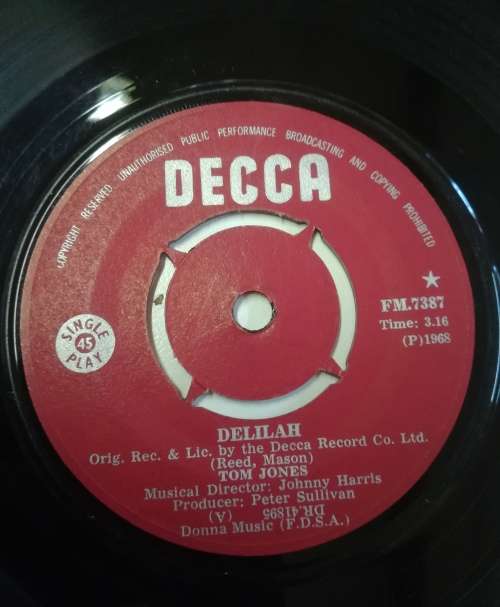 COPYRIGHT RESERVED UNAUTHORISED PUBLIC PERFORMANCE BROADCASTING AND COPYING PROHIBITED
DECCA
FM.7387
Time: 3.16
(P)1968
SINGLE
45
PLAY
DELILAH
Orig. Rec. & Lic. by the Decca Record Co. Ltd.
(Reed, Mason)
TOM JONES
Musical Director: Johnny Harris
Producer: Peter Sullivan
DR.41895
(A)
Donna Music (F.D.S.A.)